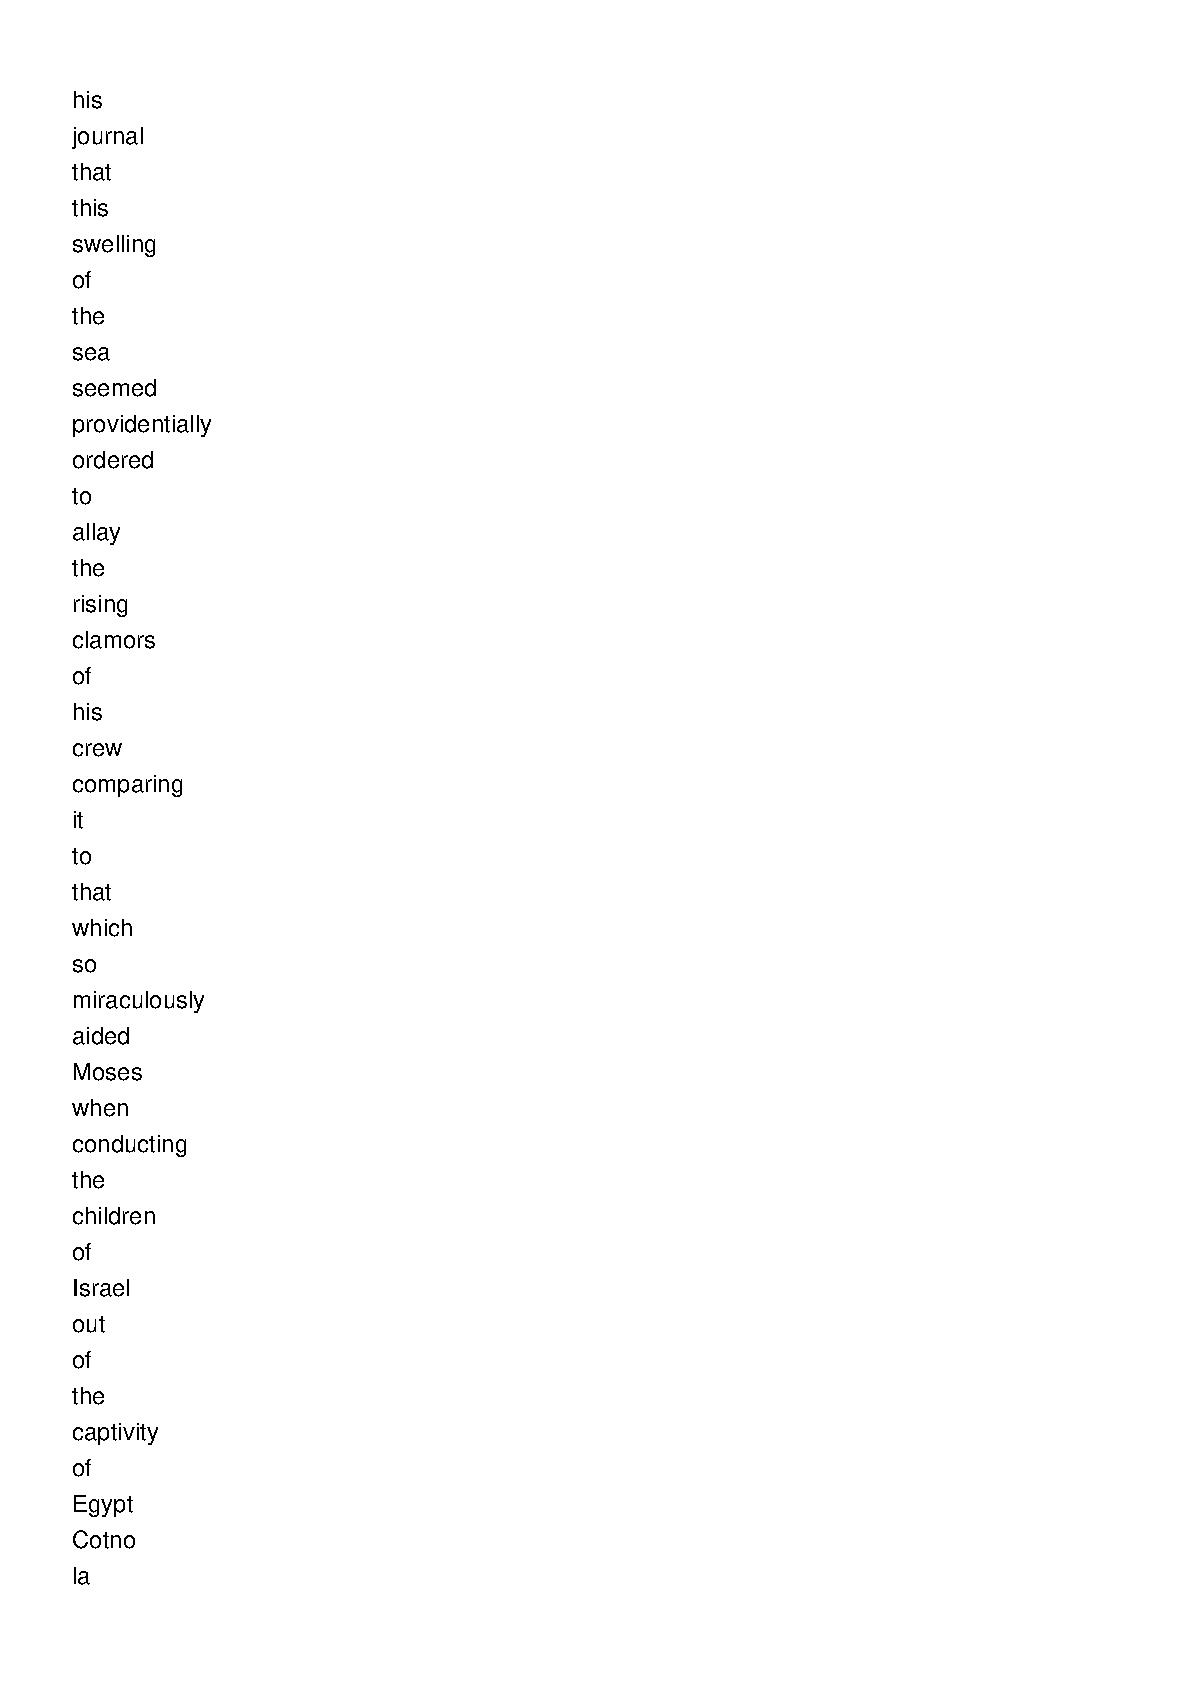 his
journal
that
this
swelling
of
the
sea
seemed
providentially
ordered
to
allay
the
rising
clamors
of
his
crew
comparing
it
to
that
which
so
miraculously
aided
Moses
when
conducting
the
children
of
Israel
out
of
the
captivity
of
Egypt
Cotno
la